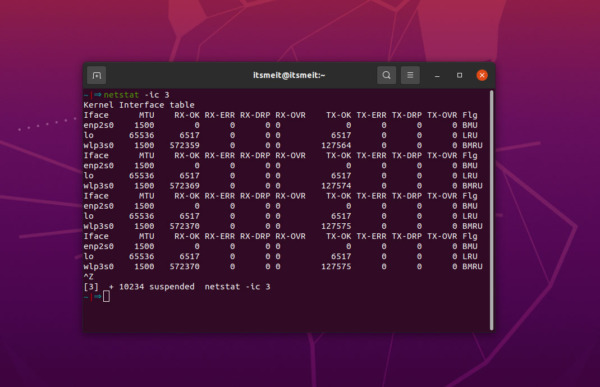 itsmeit@itsmeit:~
~|⇒netstat -ic 3
Kernel Interface table
Iface MTU RX-OK RX-ERR RX-DRP RX-OVR TX-OK TX-ERR TX-DRP TX-OVR Flg
enp2s0 1500 0 0 0 0 0 0 0 0 BMU
lo 65536 6517 0 0 0 6517 0 0 0 LRU
wlp3s0 1500 572359 0 0 0 127564 0 0 0 BMRU
Iface MTU RX-OK RX-ERR RX-DRP RX-OVR TX-OK TX-ERR TX-DRP TX-OVR Flg
enp2s0 1500 0 0 0 0 0 0 0 0 BMU
lo 65536 6517 0 0 0 6517 0 0 0 LRU
wlp3s0 1500 572369 0 0 0 127574 0 0 0 BMRU
Iface MTU RX-OK RX-ERR RX-DRP RX-OVR TX-OK TX-ERR TX-DRP TX-OVR Flg
enp2s0 1500 0 0 0 0 0 0 0 0 BMU
lo 65536 6517 0 0 0 6517 0 0 0 LRU
wlp3s0 1500 572370 0 0 0 127575 0 0 0 BMRU
Iface MTU RX-OK RX-ERR RX-DRP RX-OVR TX-OK TX-ERR TX-DRP TX-OVR Flg
enp2s0 1500 0 0 0 0 0 0 0 0 BMU
lo 65536 6517 0 0 0 6517 0 0 0 LRU
wlp3s0 1500 572370 0 0 0 127575 0 0 0 BMRU
^Z
[3] + 10234 suspended netstat -ic 3
~|⇒